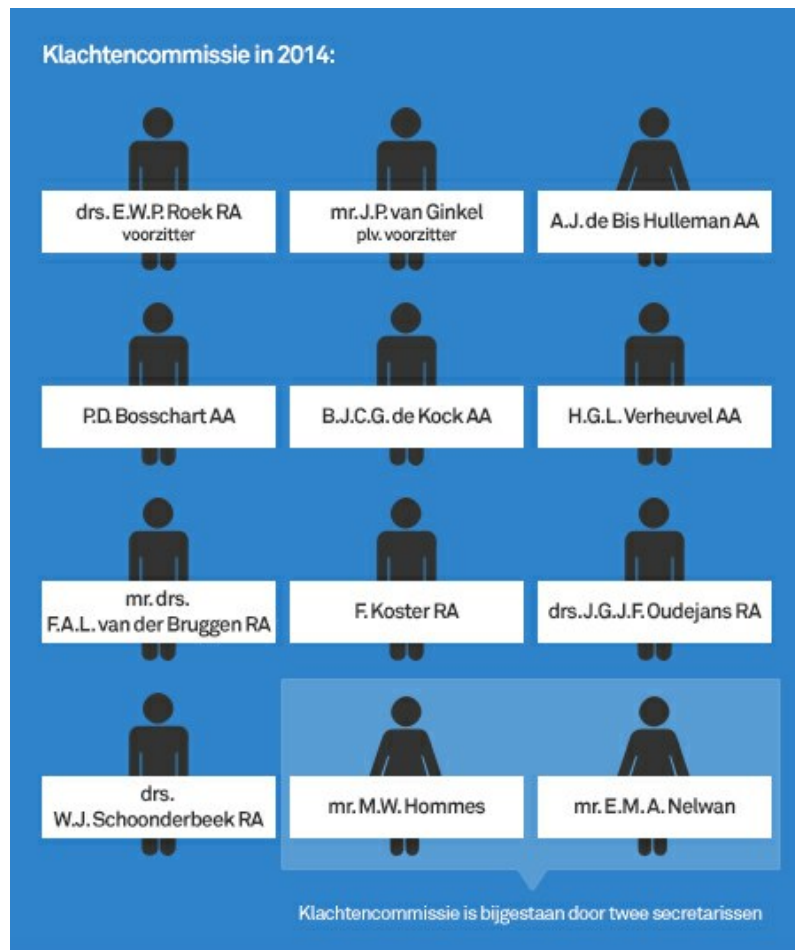 Klachtencommissie in 2014:
drs. E.W.P. Roek RA
voorzitter
mr. J.P. van Ginkel
plv. voorzitter
A.J. de Bis Hulleman AA
P.D. Bosschart AA
B.J.C.G. de Kock AA
H.G.L. Verheuvel AA
mr. drs.
F.A.L. van der Bruggen RA
F. Koster RA
drs. J.G.J.F. Oudejans RA
drs.
W.J. Schoonderbeek RA
mr. M.W. Hommes
mr. E.M.A. Nelwan
Klachtencommissie is bijgestaan door twee secretarissen